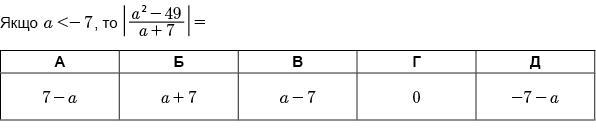 Якщо a < − 7, то |a² − 49 / a + 7| =
А Б В Г Д
7 − a a + 7 a − 7 0 −7 − a